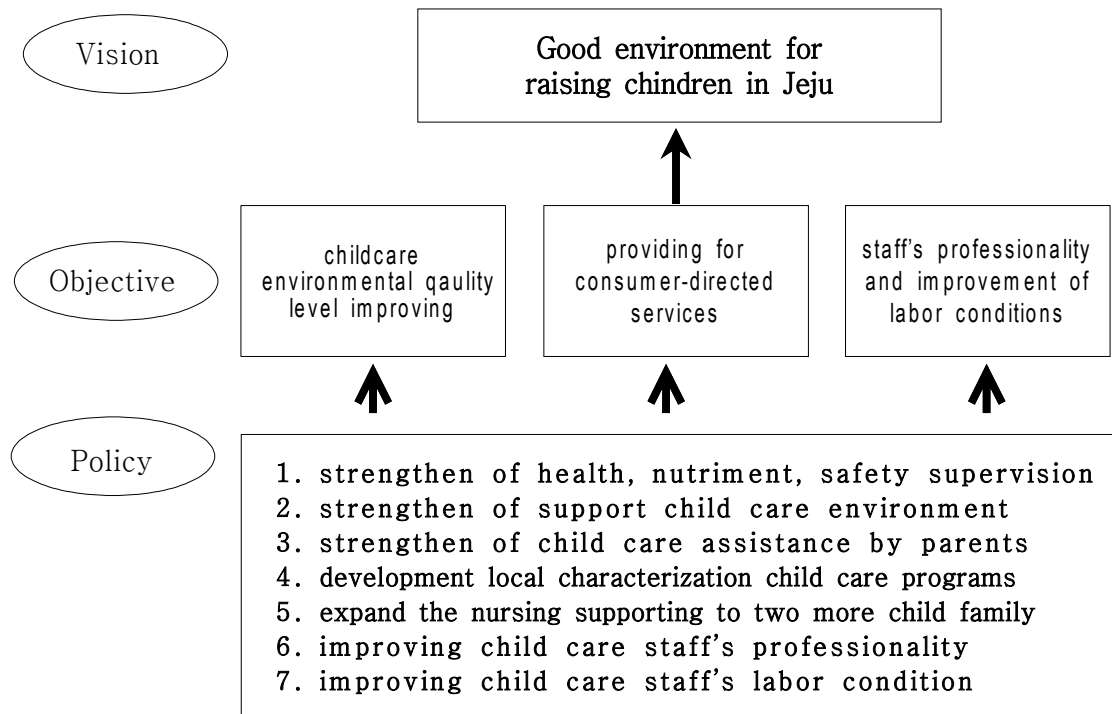 Vision
Good environment for
raising chindren in Jeju
Objective
childcare
environmental qaulity
level improving
providing for
consumer-directed
services
staff's professionality
and improvement of
labor conditions
Policy
1. strengthen of health, nutriment, safety supervision
2. strengthen of support child care environment
3. strengthen of child care assistance by parents
4. development local characterization child care programs
5. expand the nursing supporting to two more child family
6. improving child care staff's professionality
7. improving child care staff's labor condition